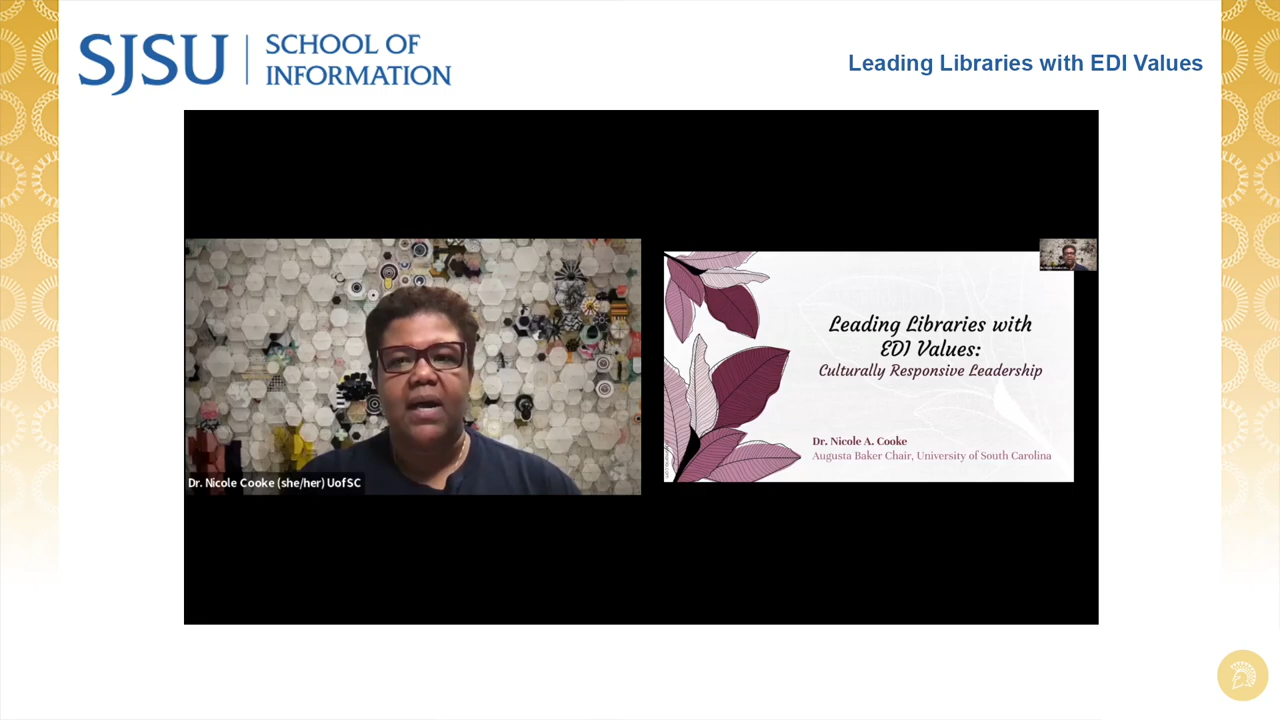 SJSU
SCHOOL OF
INFORMATION
Leading Libraries with EDI Values
Dr. Nicole Cooke (she/her) UofSC
Leading Libraries with
EDI Values:
Culturally Responsive Leadership
Dr. Nicole A. Cooke
Augusta Baker Chair, University of South Carolina